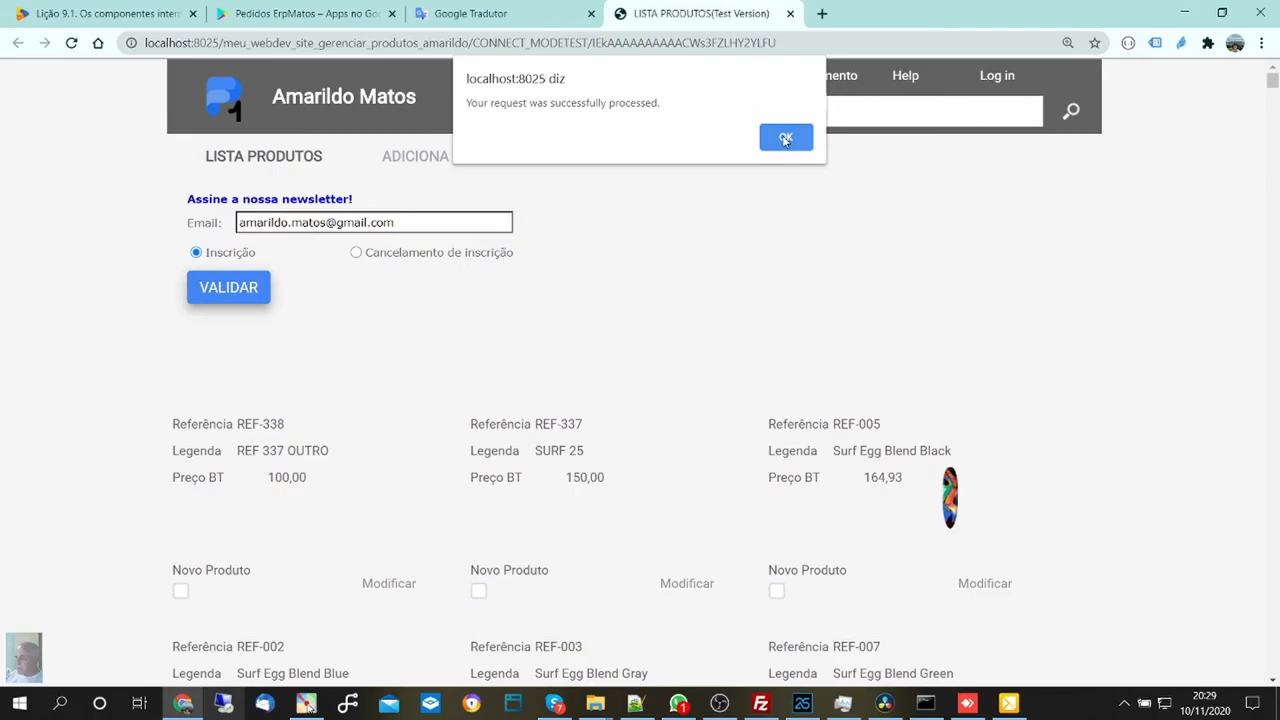 Lição 9.1. Os componentes intern
Pedidos ErpMatos – Apps no Goo
Google Tradutor
LISTA PRODUTOS(Test Version)
localhost:8025/meu_webdev_site_gerenciar_produtos_amarildo/CONNECT_MODETEST/IEkAAAAAAAAAACWs3FZLHY2YLFU
localhost:8025 diz
Your request was successfully processed.
OK
1
Amarildo Matos
mento
Help
Log in
LISTA PRODUTOS
ADICIONA
Assine a nossa newsletter!
Email: amarildo.matos@gmail.com
Inscrição
Cancelamento de inscrição
VALIDAR
Referência REF-338
Legenda REF 337 OUTRO
Preço BT 100,00
Novo Produto
Modificar
Referência REF-337
Legenda SURF 25
Preço BT 150,00
Novo Produto
Modificar
Referência REF-005
Legenda Surf Egg Blend Black
Preço BT 164,93
Novo Produto
Modificar
Referência REF-002
Legenda Surf Egg Blend Blue
Referência REF-003
Legenda Surf Egg Blend Gray
Referência REF-007
Legenda Surf Egg Blend Green
20:29
10/11/2020